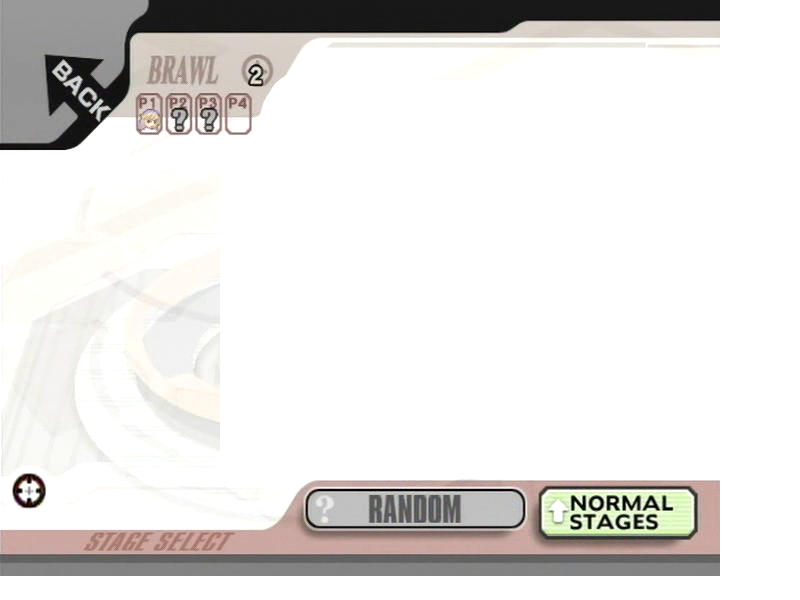 BACK
BRAWL 2
P1 P2 P3 P4
? ?
? RANDOM
NORMAL
STAGES
STAGE SELECT